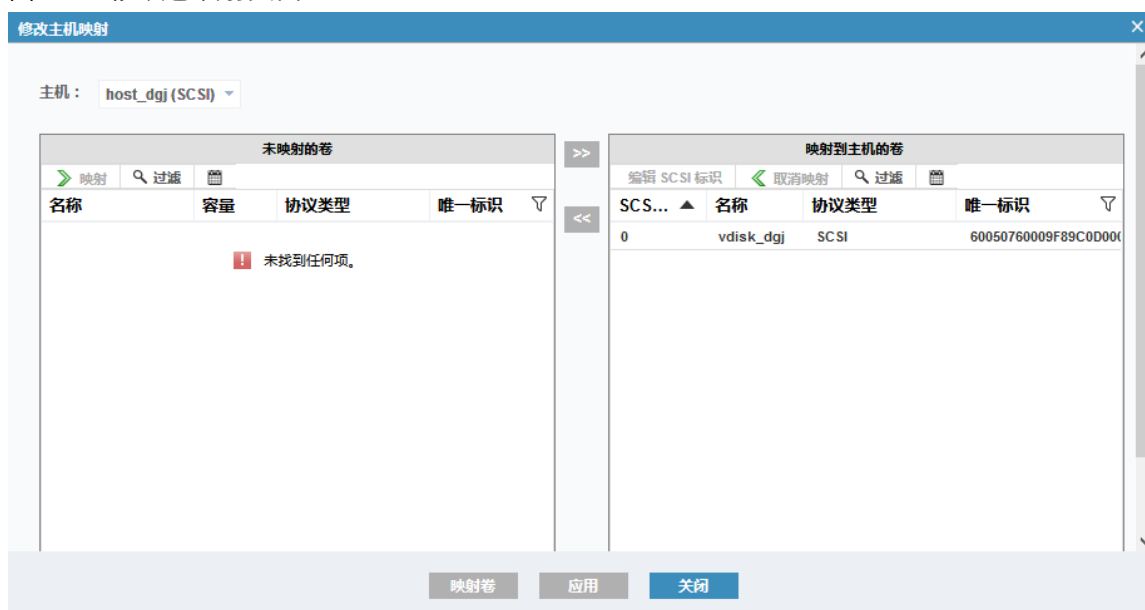 修改主机映射
主机： host_dgj (SCSI)
未映射的卷
映射 过滤
名称 容量 协议类型 唯一标识
未找到任何项。
>>
<<
映射到主机的卷
编辑 SCSI 标识 取消映射 过滤
SCS... 名称 协议类型 唯一标识
0 vdisk_dgj SCSI 60050760009F89C0D000
映射卷 应用 关闭